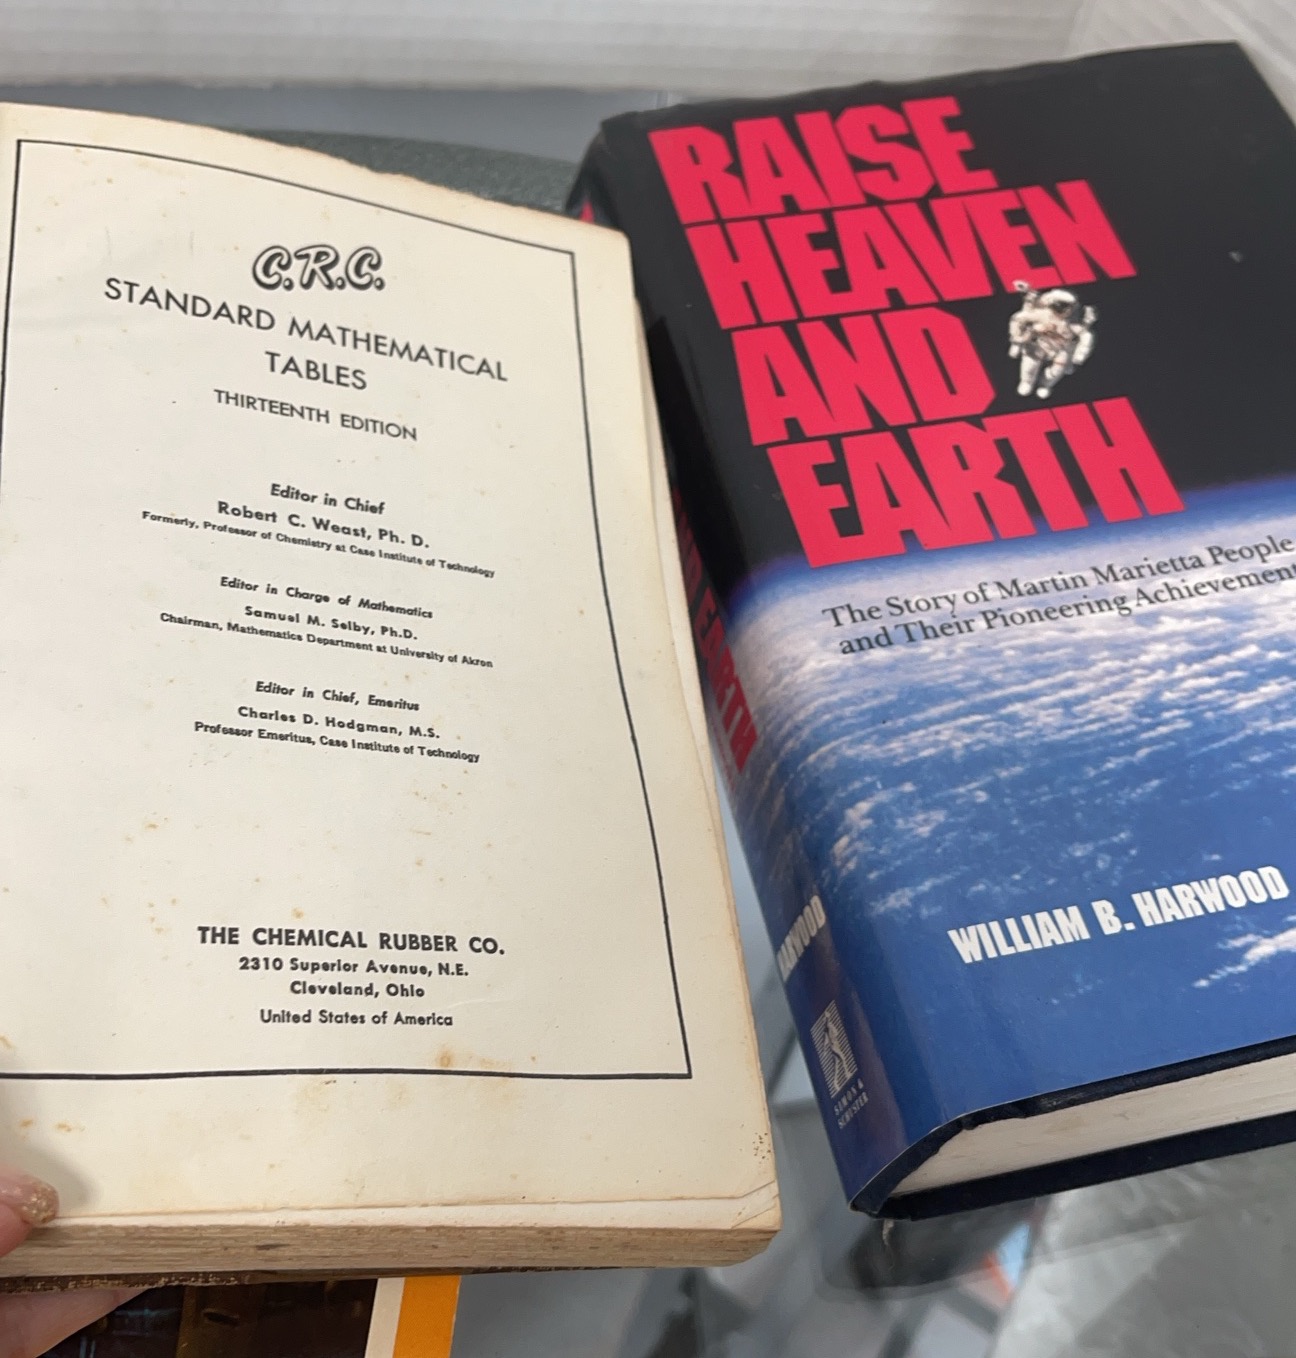 C.R.C.
STANDARD MATHEMATICAL
TABLES
THIRTEENTH EDITION
Editor in Chief
Robert C. Weast, Ph. D.
Formerly, Professor of Chemistry at Case Institute of Technology
Editor in Charge of Mathematics
Samuel M. Selby, Ph.D.
Chairman, Mathematics Department at University of Akron
Editor in Chief, Emeritus
Charles D. Hodgman, M.S.
Professor Emeritus, Case Institute of Technology
THE CHEMICAL RUBBER CO.
2310 Superior Avenue, N.E.
Cleveland, Ohio
United States of America
RAISE
HEAVEN
AND
EARTH
The Story of Martin Marietta People
and Their Pioneering Achievement
WILLIAM B. HARWOOD
EARTH
HARWOOD
SIMON &
SCHUSTER